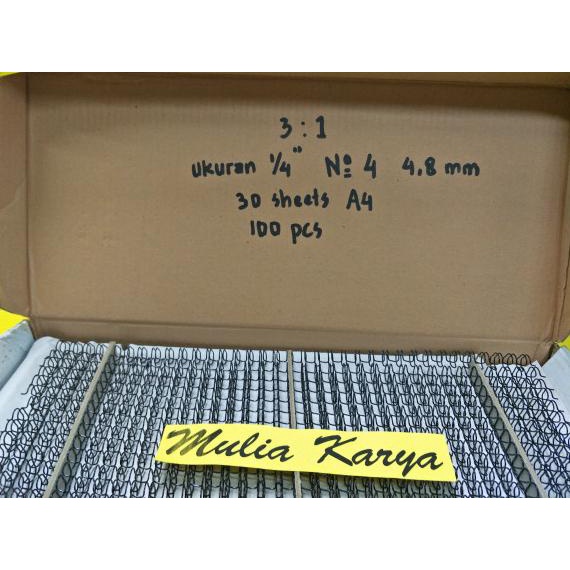 3 : 1
ukuran 1/4" Nº 4 4.8 mm
30 sheets A4
100 pcs
Mulia Karya